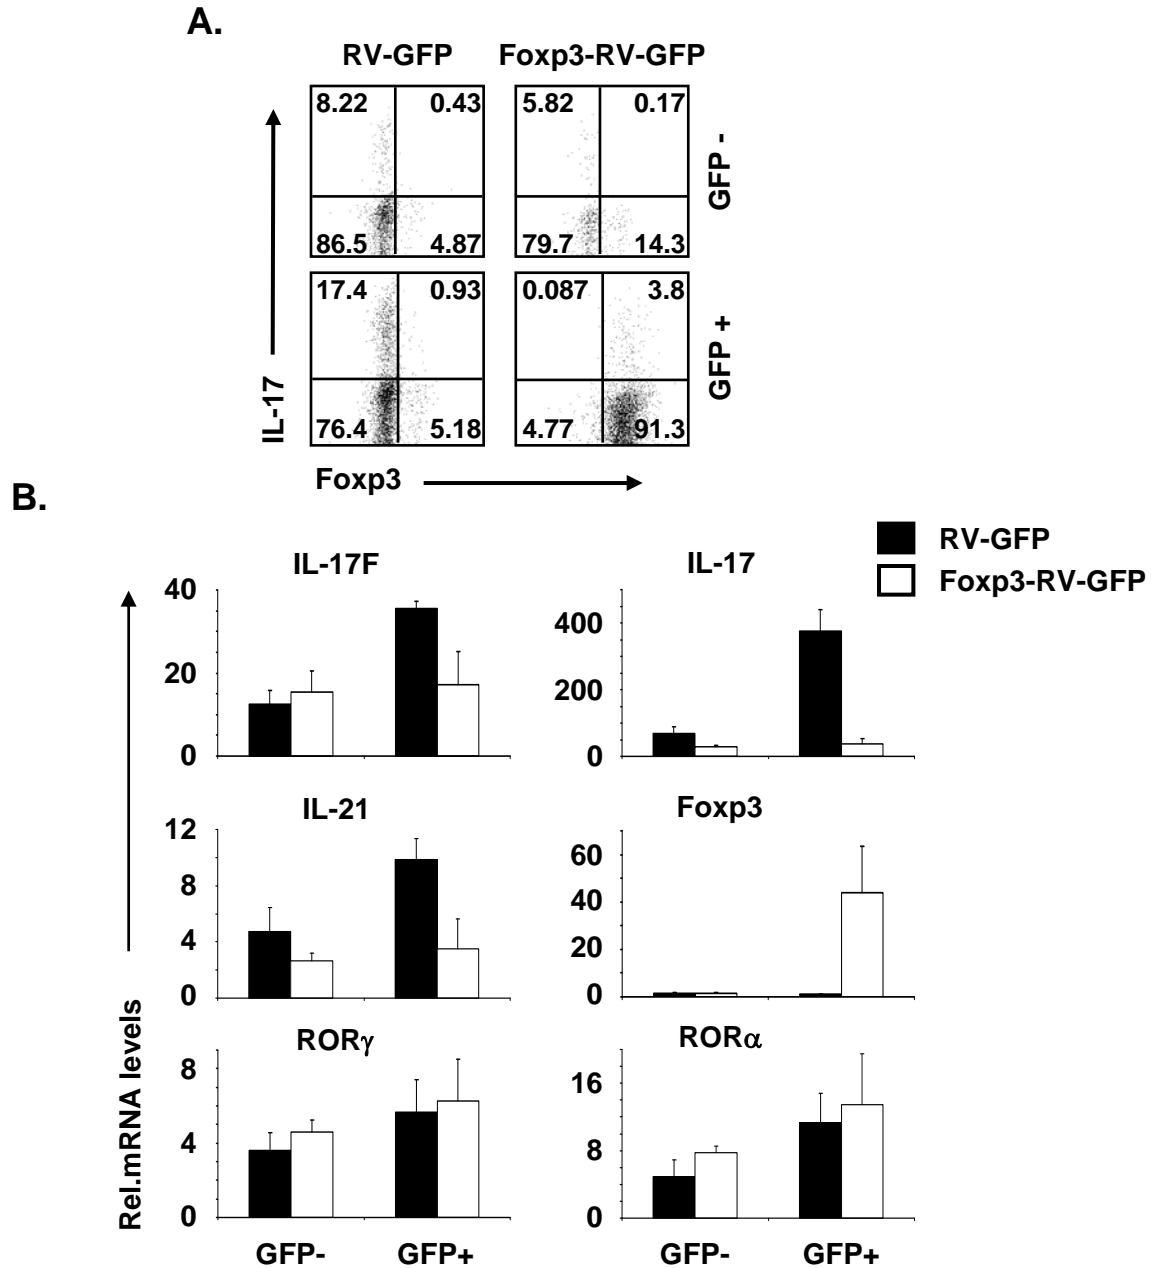 A.
RV-GFP Foxp3-RV-GFP
8.22 0.43 5.82 0.17
86.5 4.87 79.7 14.3
GFP -
17.4 0.93 0.087 3.8
76.4 5.18 4.77 91.3
GFP +
IL-17
Foxp3
B.
RV-GFP
Foxp3-RV-GFP
Rel.mRNA levels
IL-17F
40
20
0
IL-17
400
200
0
IL-21
12
8
4
0
Foxp3
60
40
20
0
RORγ
8
4
0
RORα
16
8
0
GFP- GFP+ GFP- GFP+